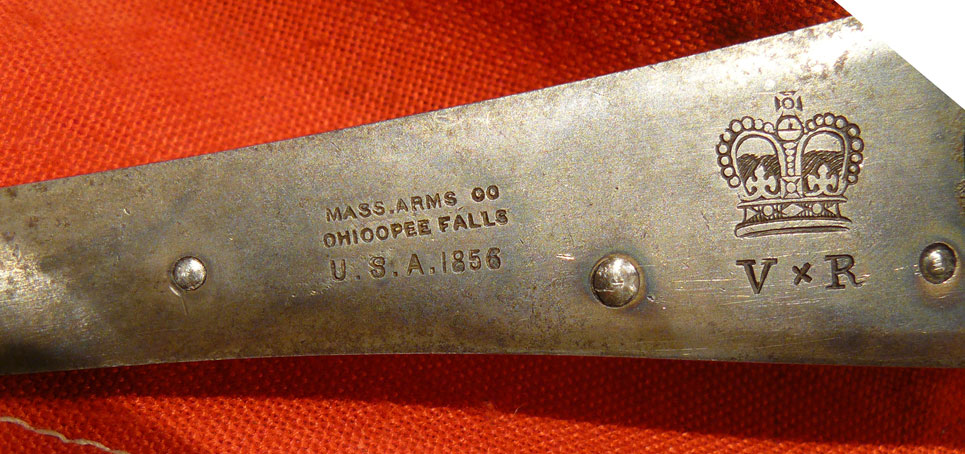 MASS.ARMS CO
CHICOPEE FALLS
U.S.A.1856
V × R